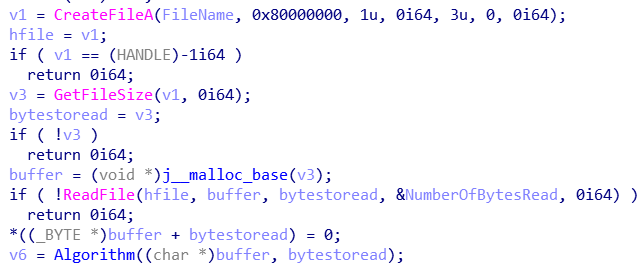 v1 = CreateFileA(FileName, 0x80000000, 1u, 0i64, 3u, 0, 0i64);
hfile = v1;
if ( v1 == (HANDLE)-1i64 )
return 0i64;
v3 = GetFileSize(v1, 0i64);
bytestoread = v3;
if ( !v3 )
return 0i64;
buffer = (void *)j__malloc_base(v3);
if ( !ReadFile(hfile, buffer, bytestoread, &NumberOfBytesRead, 0i64) )
return 0i64;
*((_BYTE *)buffer + bytestoread) = 0;
v6 = Algorithm((char *)buffer, bytestoread);